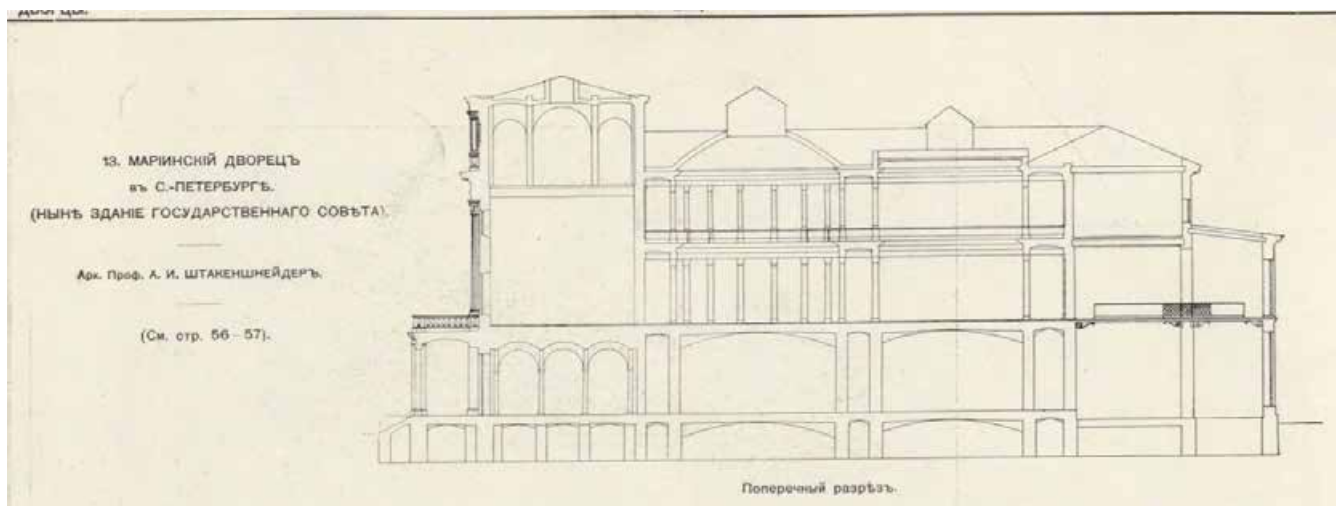 13. МАРІИНСКІЙ ДВОРЕЦЪ
въ С.-ПЕТЕРБУРГѢ.
(НЫНѢ ЗДАНІЕ ГОСУДАРСТВЕННАГО СОВѢТА).
Арх. Проф. А. И. ШТАКЕНШНЕЙДЕРЪ.
(См. стр. 56–57).
Поперечный разрѣзъ.